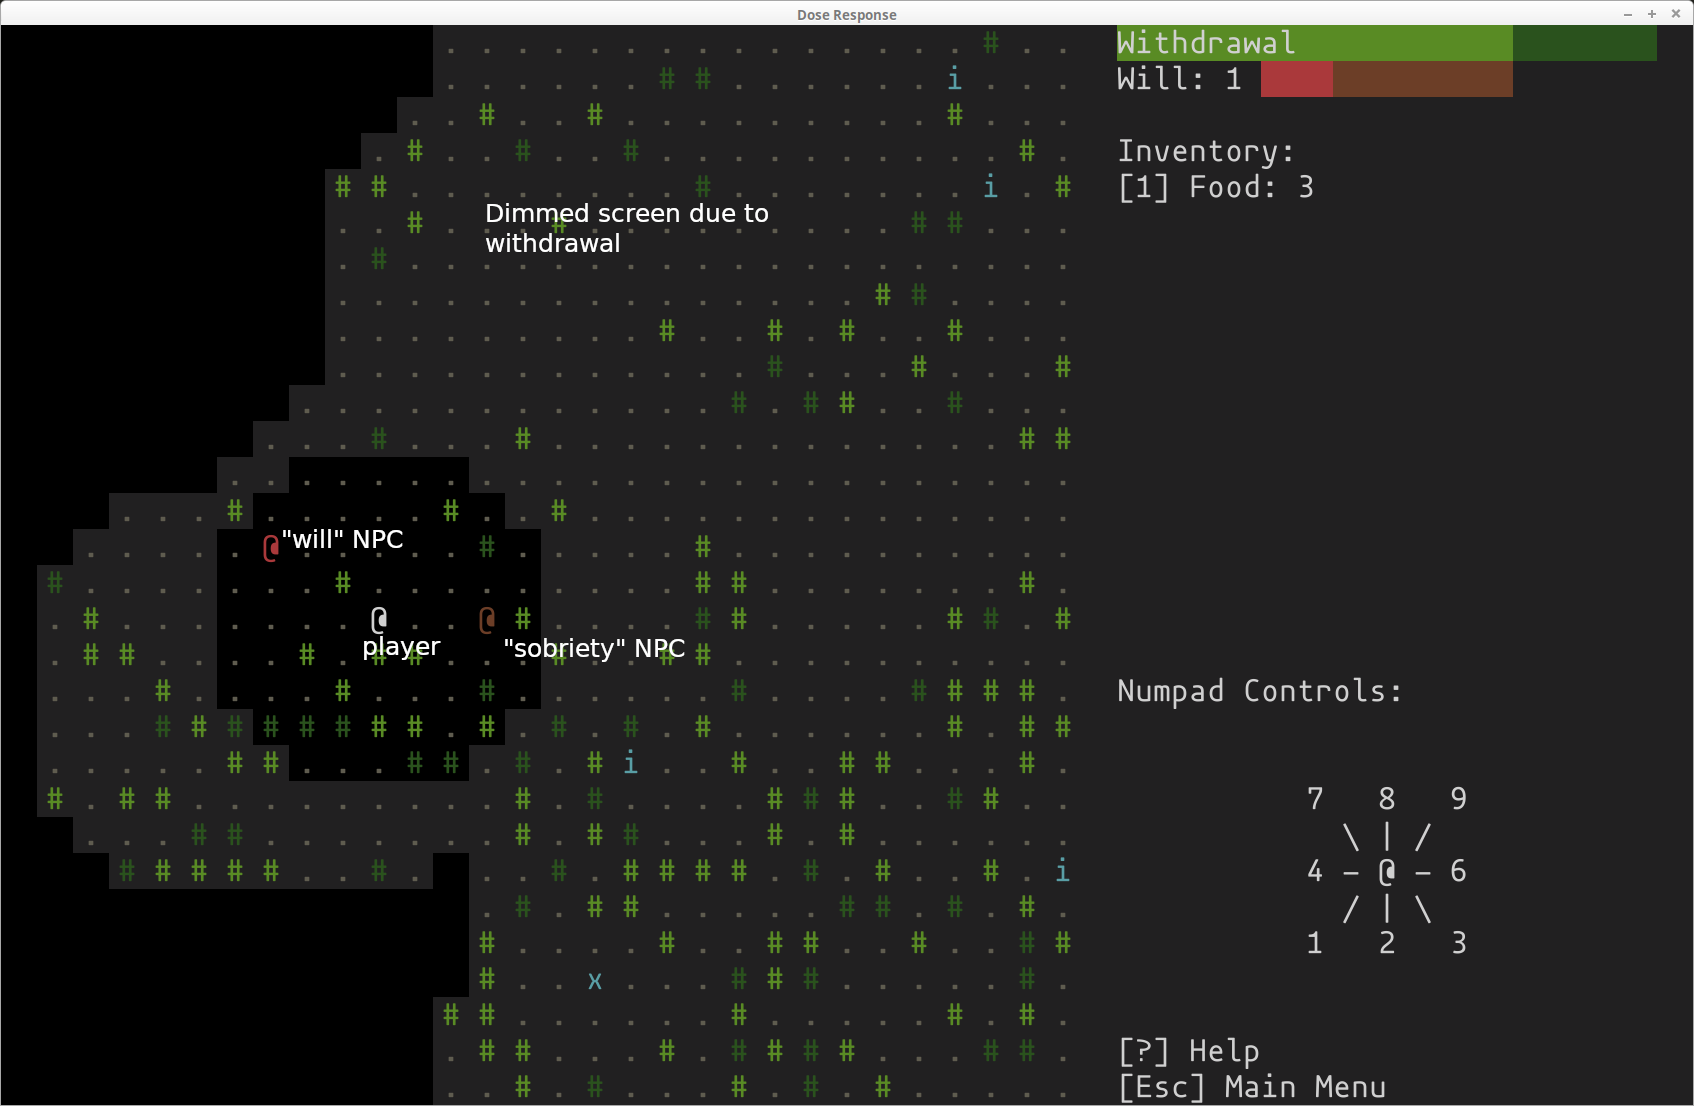 Dose Response
Withdrawal
Will: 1
Inventory:
[1] Food: 3
Dimmed screen due to
withdrawal
"will" NPC
player
"sobriety" NPC
Numpad Controls:
7 8 9
\ | /
4 - @ - 6
/ | \
1 2 3
[?] Help
[Esc] Main Menu